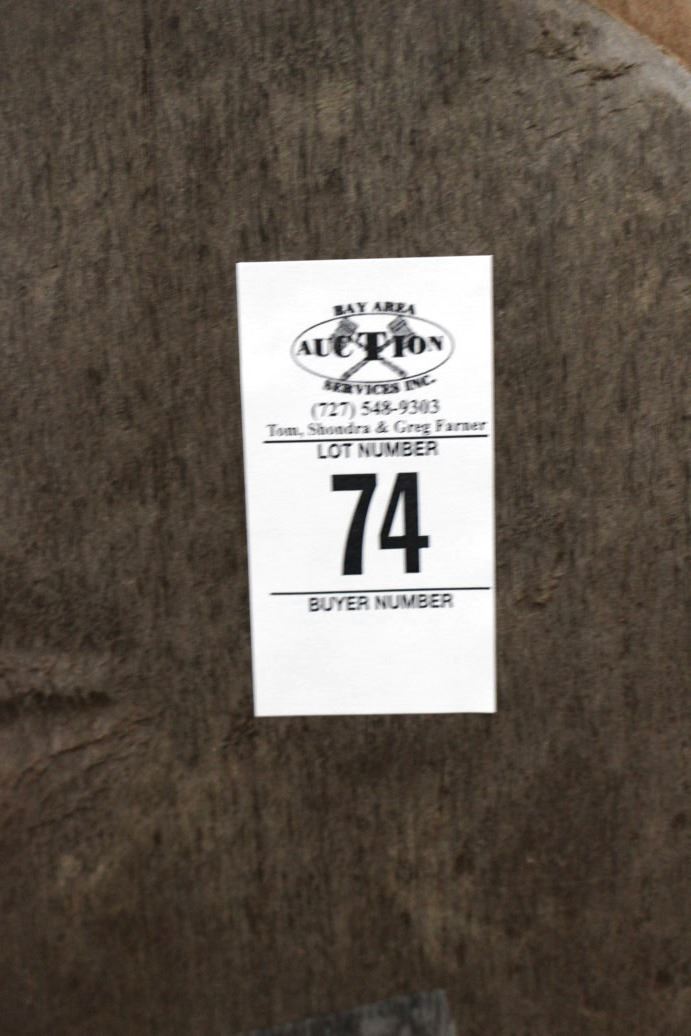 BAY AREA
AUCTION
SERVICES INC.
(727) 548-9303
Tom, Shondra & Greg Farner
LOT NUMBER
74
BUYER NUMBER